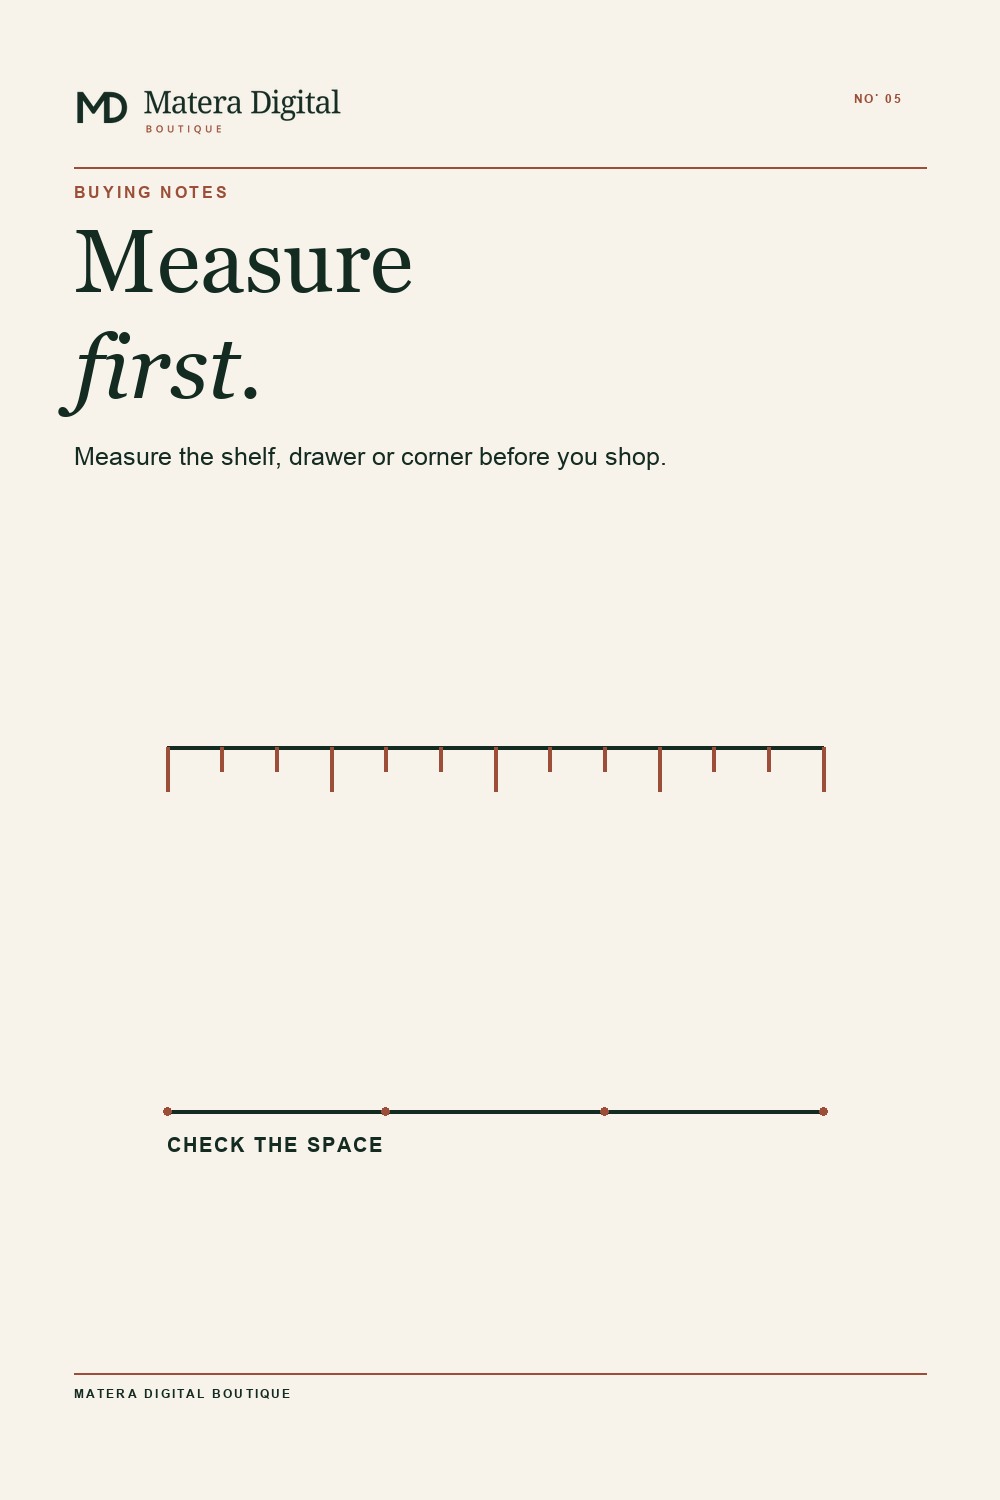 MD Matera Digital
BOUTIQUE
NO˙ 05
BUYING NOTES
Measure
first.
Measure the shelf, drawer or corner before you shop.
CHECK THE SPACE
MATERA DIGITAL BOUTIQUE